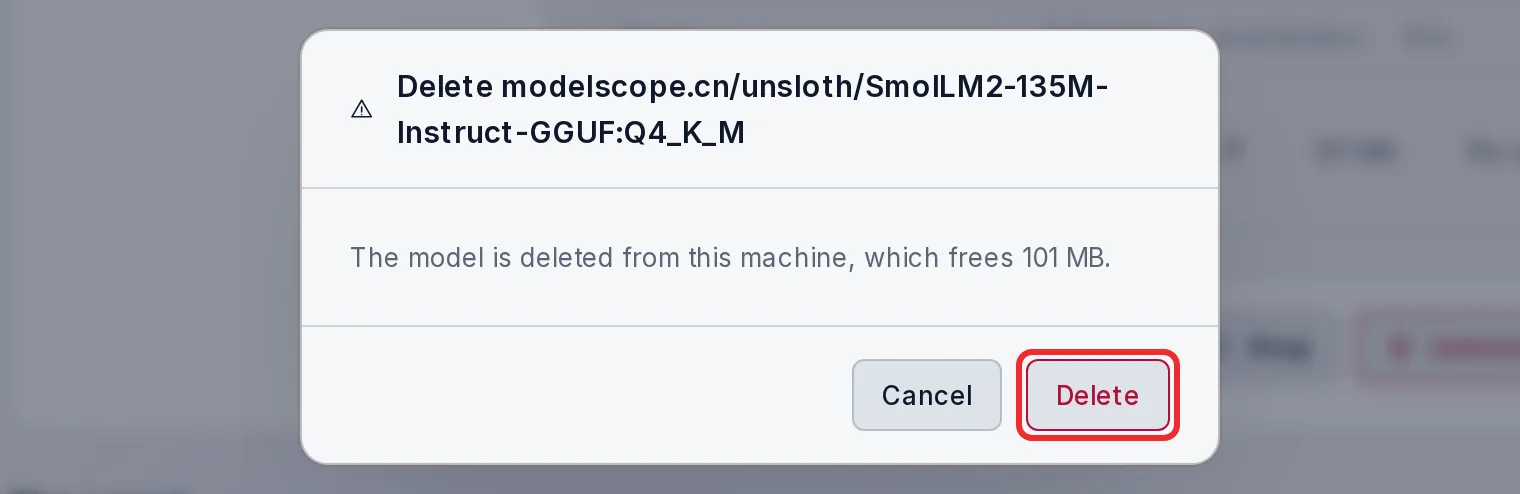 Delete modelscope.cn/unsloth/SmolLM2-135M-
Instruct-GGUF:Q4_K_M
The model is deleted from this machine, which frees 101 MB.
Cancel
Delete